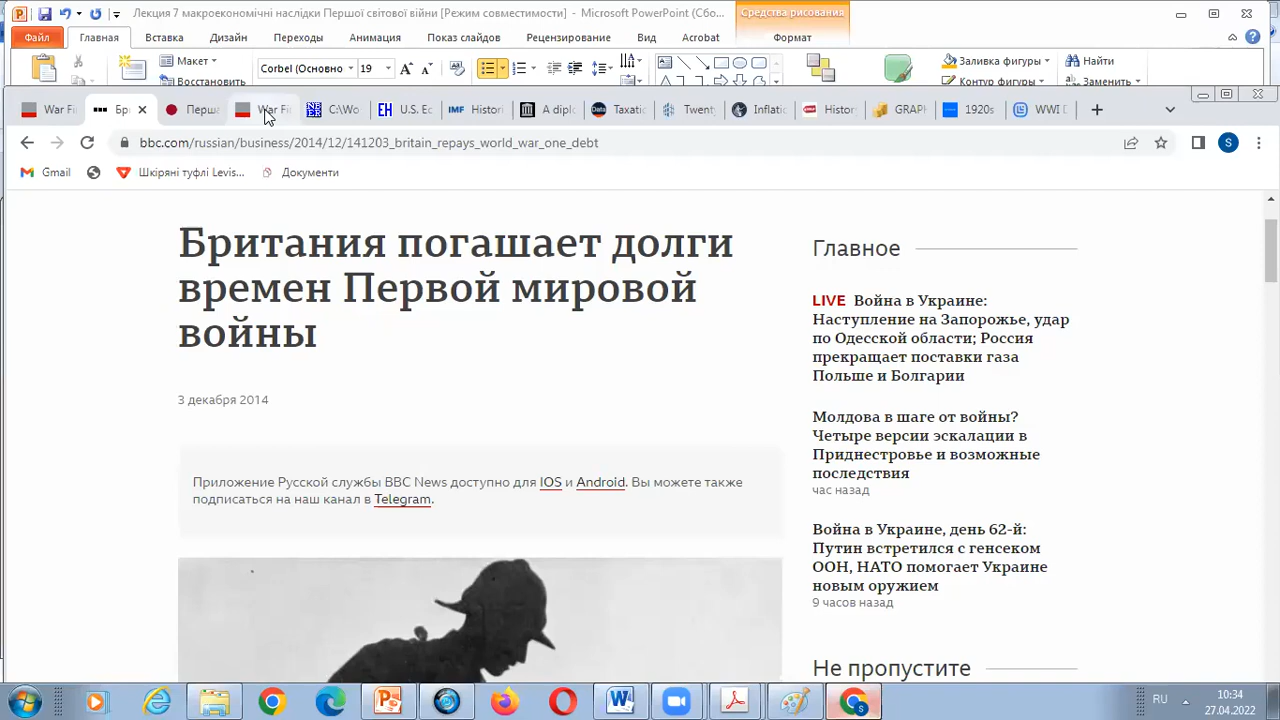 Лекция 7 макроекономічні наслідки Першої світової війни [Режим совместимости] - Microsoft PowerPoint (Сбо...
Средства рисования
Файл Главная Вставка Дизайн Переходы Анимация Показ слайдов Рецензирование Вид Acrobat Формат
Макет Corbel (Осно​вно 19 Заливка фигуры Найти
Восстановить Контур фигуры Заменить
War Fi Бри Перша War Fi C:\Wo U.S. Ec Histori A dipl Taxati Twent Inflati Histor GRAPI 1920s WWI D
bbc.com/russian/business/2014/12/141203_britain_repays_world_war_one_debt
Gmail Шкіряні туфлі Levis... Документи
Британия погашает долги
времен Первой мировой
войны
3 декабря 2014
Приложение Русской службы BBC News доступно для IOS и Android. Вы можете также
подписаться на наш канал в Telegram.
Главное
LIVE Война в Украине:
Наступление на Запорожье, удар
по Одесской области; Россия
прекращает поставки газа
Польше и Болгарии
Молдова в шаге от войны?
Четыре версии эскалации в
Приднестровье и возможные
последствия
час назад
Война в Украине, день 62-й:
Путин встретился с генсеком
ООН, НАТО помогает Украине
новым оружием
9 часов назад
Не пропустите
RU 10:34
27.04.2022